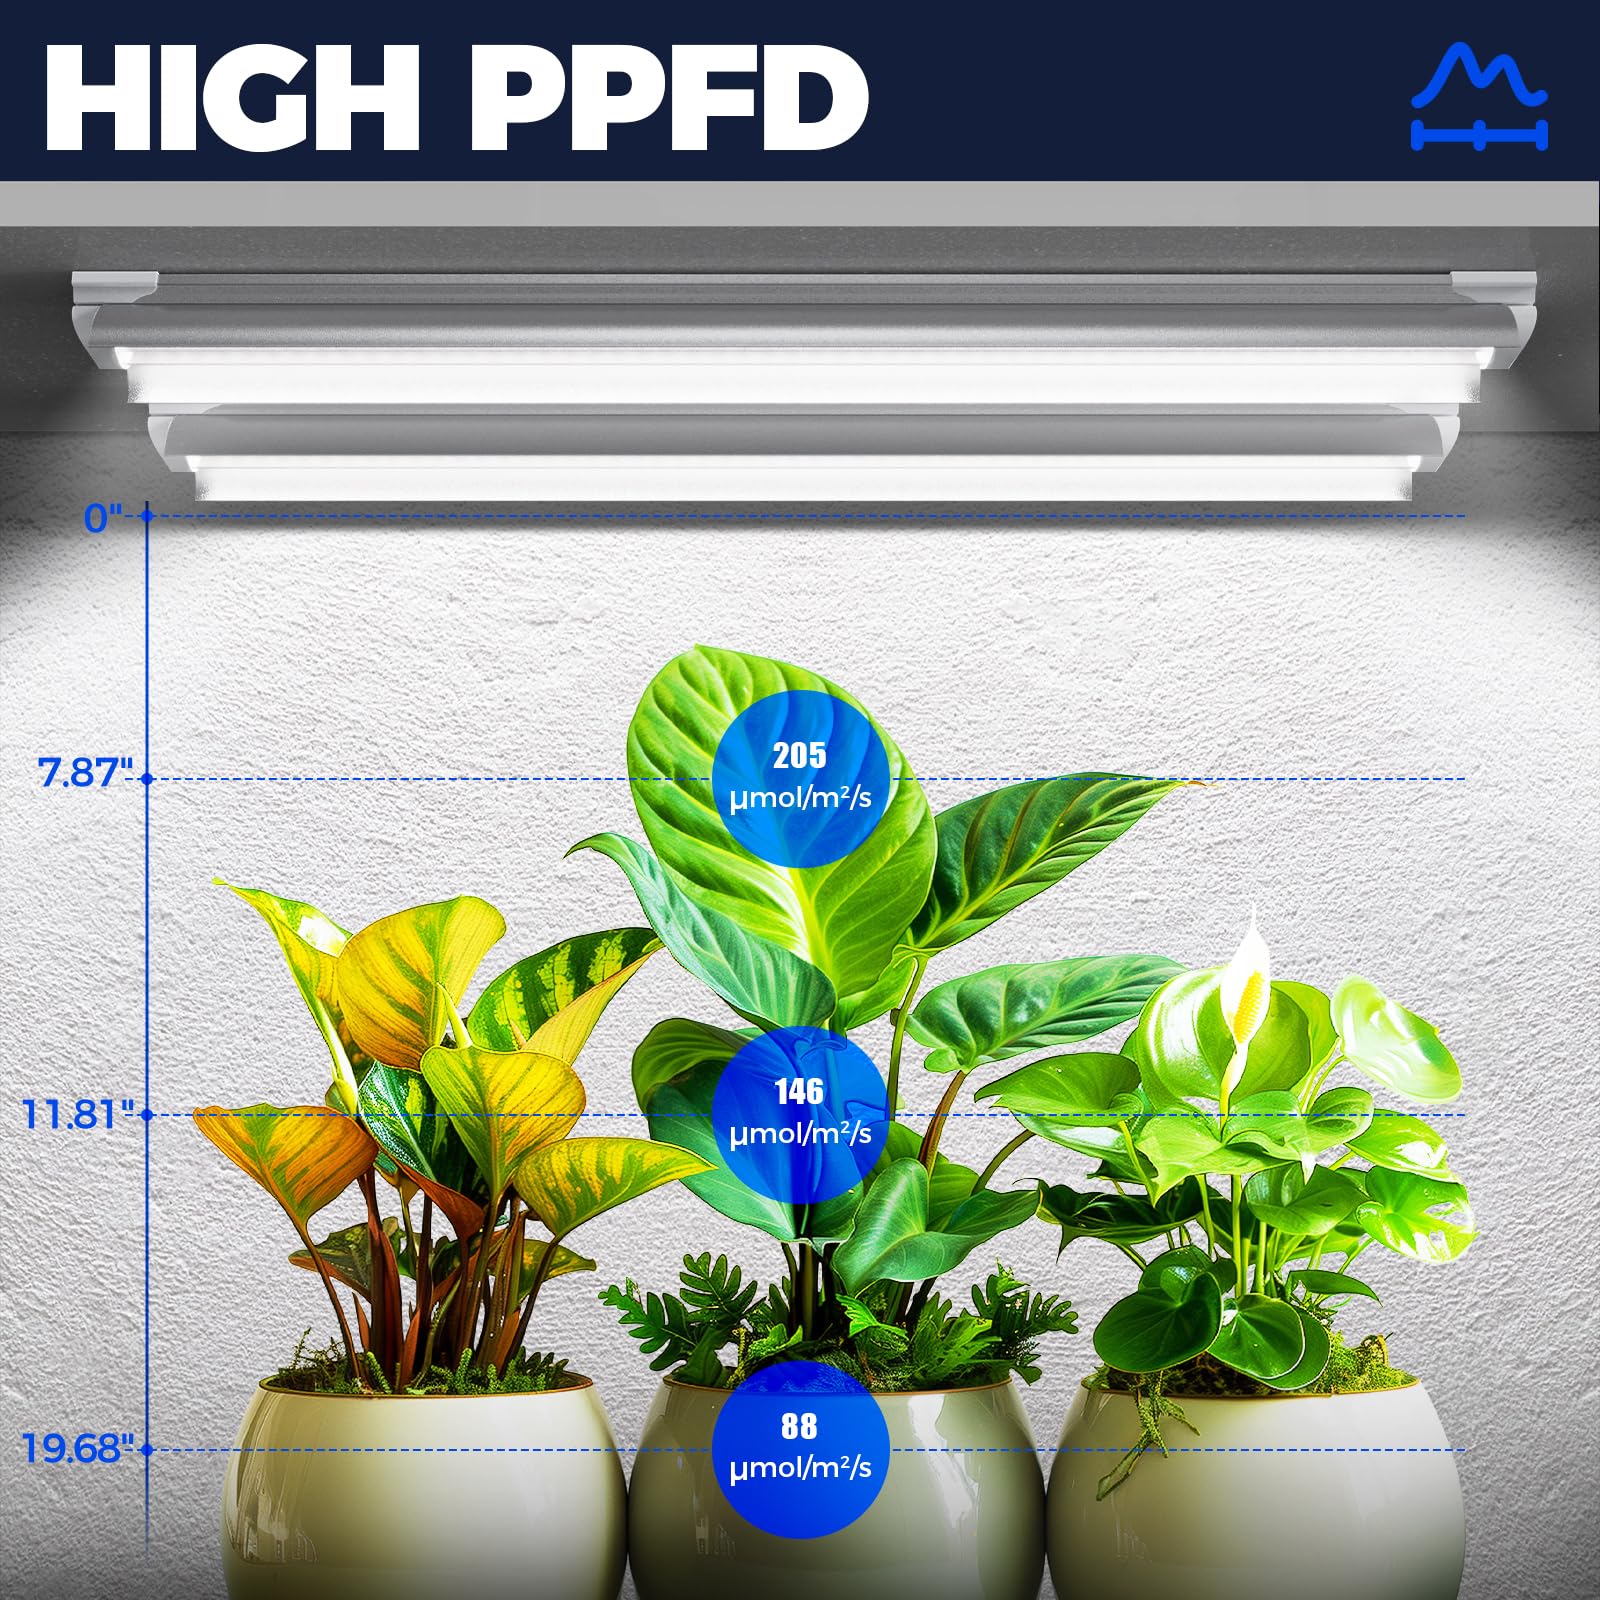 HIGH PPFD
0"
7.87"
205
μmol/m²/s
11.81"
146
μmol/m²/s
19.68"
88
μmol/m²/s